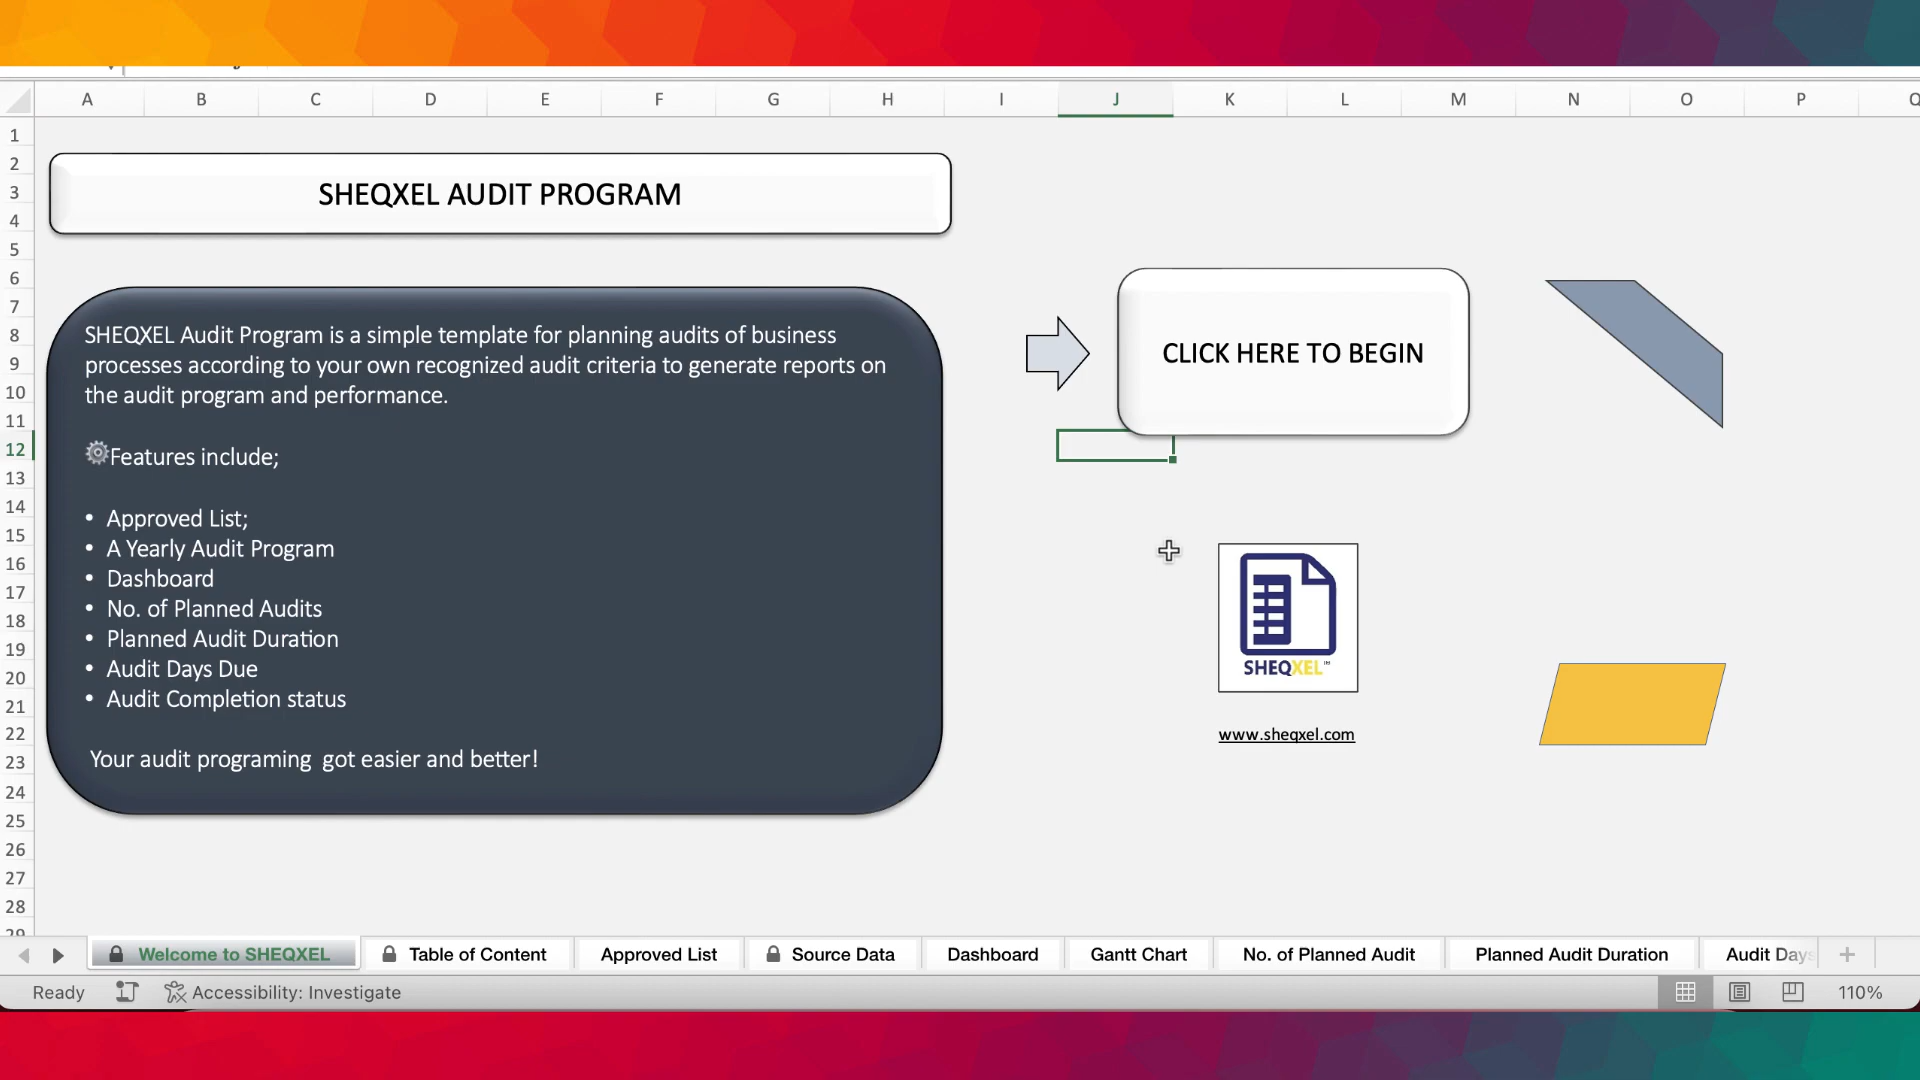 A B C D E F G H I J K L M N O P Q
1
2
3
4
5
6
7
8
9
10
11
12
13
14
15
16
17
18
19
20
21
22
23
24
25
26
27
28
29
SHEQXEL AUDIT PROGRAM
SHEQXEL Audit Program is a simple template for planning audits of business
processes according to your own recognized audit criteria to generate reports on
the audit program and performance.
Features include;
• Approved List;
• A Yearly Audit Program
• Dashboard
• No. of Planned Audits
• Planned Audit Duration
• Audit Days Due
• Audit Completion status
Your audit programing  got easier and better!
CLICK HERE TO BEGIN
SHEQXEL™
www.sheqxel.com
Welcome to SHEQXEL Table of Content Approved List Source Data Dashboard Gantt Chart No. of Planned Audit Planned Audit Duration Audit Days
Ready Accessibility: Investigate 110%